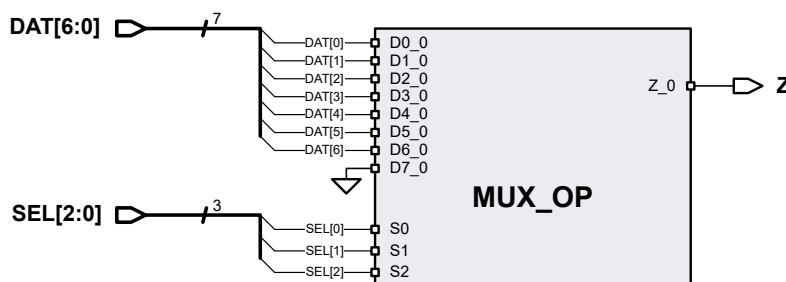 DAT[6:0]
7
DAT[0] D0_0
DAT[1] D1_0
DAT[2] D2_0
DAT[3] D3_0
DAT[4] D4_0
DAT[5] D5_0
DAT[6] D6_0
D7_0
Z_0 Z
MUX_OP
SEL[2:0]
3
SEL[0] S0
SEL[1] S1
SEL[2] S2